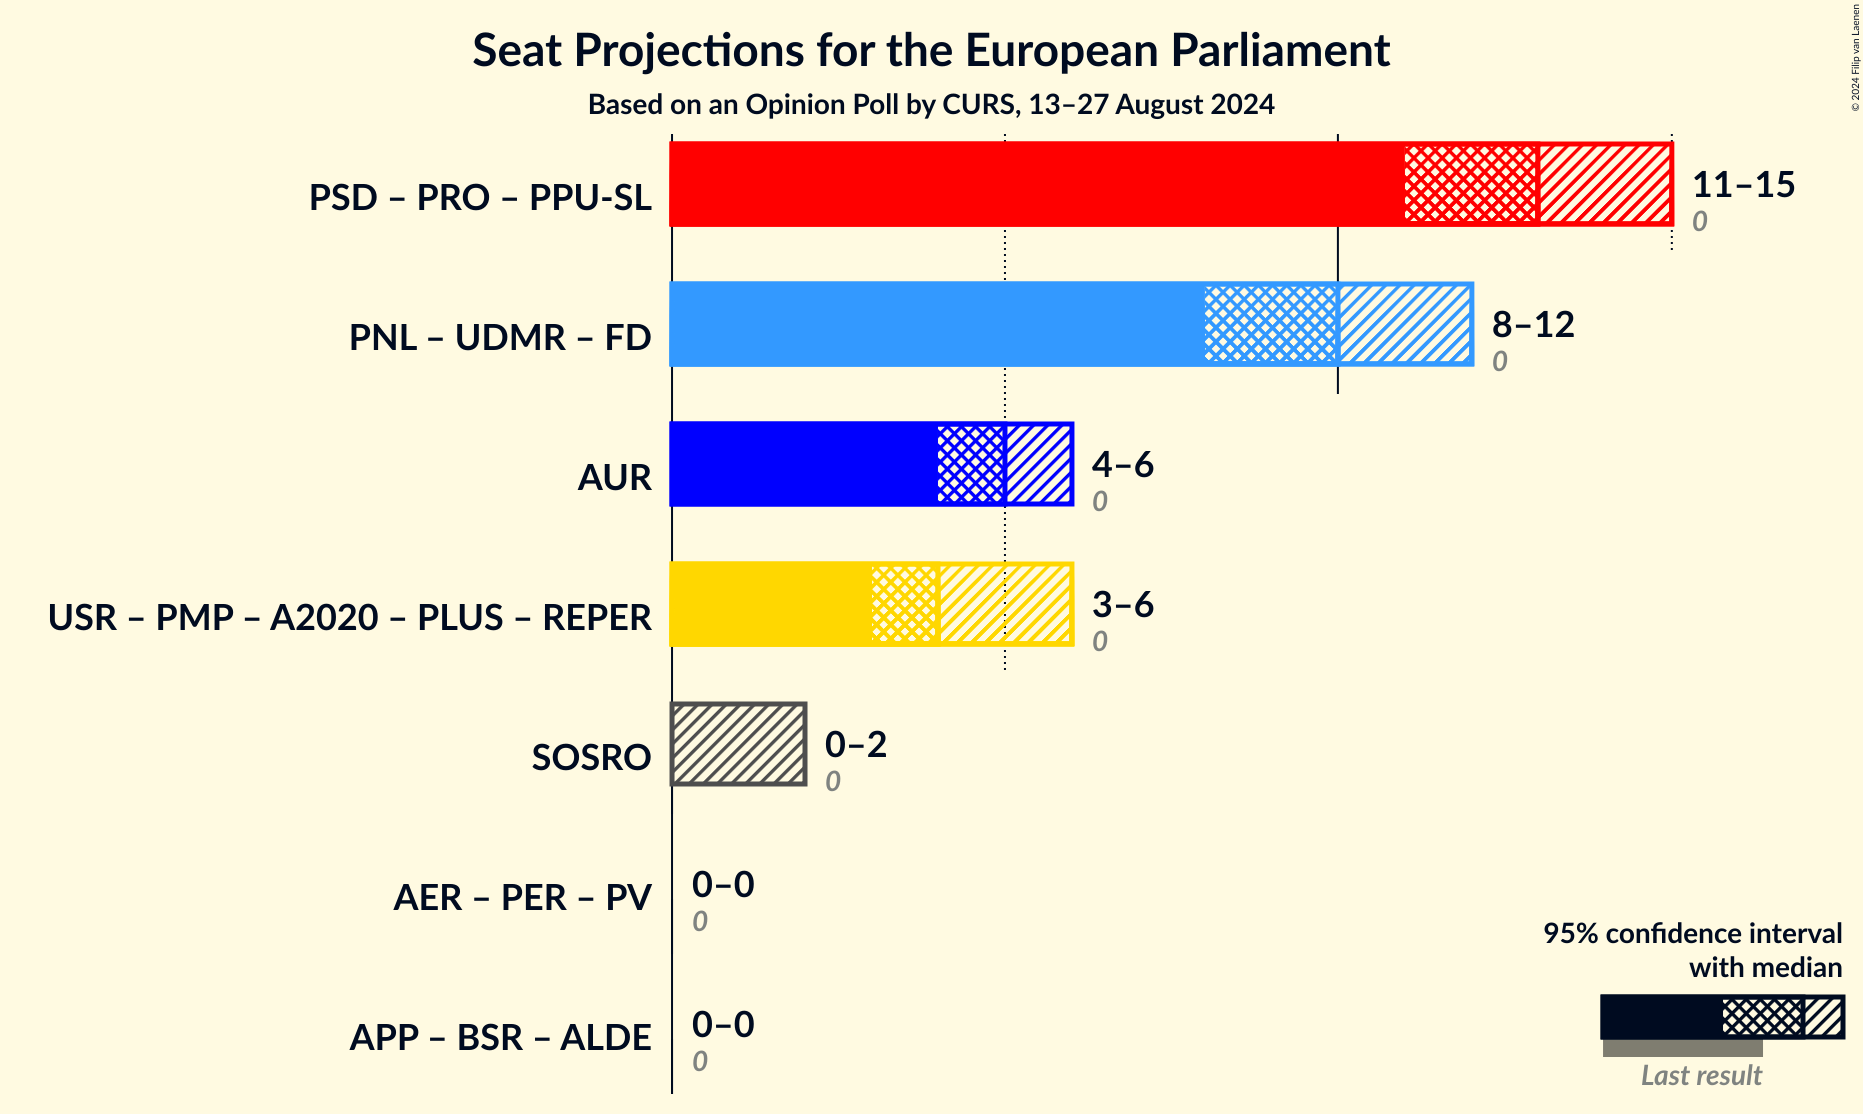 Seat Projections for the European Parliament
Based on an Opinion Poll by CURS, 13–27 August 2024
© 2024 Filip van Laenen
PSD – PRO – PPU-SL
11–15
0
PNL – UDMR – FD
8–12
0
AUR
4–6
0
USR – PMP – A2020 – PLUS – REPER
3–6
0
SOSRO
0–2
0
AER – PER – PV
0–0
0
APP – BSR – ALDE
0–0
0
95% confidence interval
with median
Last result